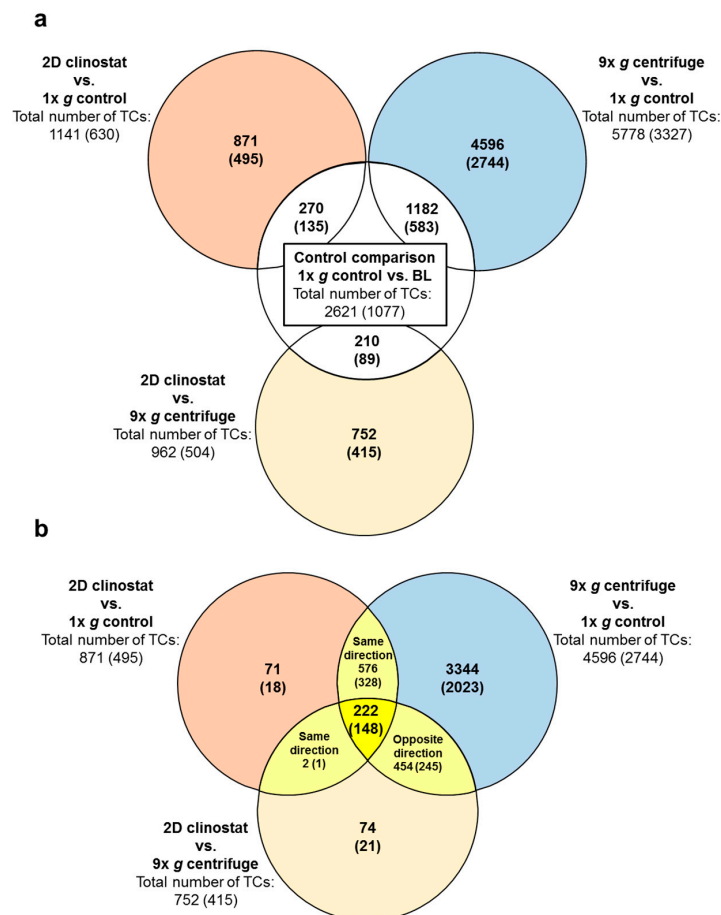 a
2D clinostat
vs.
1x g control
Total number of TCs:
1141 (630)
9x g centrifuge
vs.
1x g control
Total number of TCs:
5778 (3327)
871
(495)
4596
(2744)
270
(135)
1182
(583)
Control comparison
1x g control vs. BL
Total number of TCs:
2621 (1077)
210
(89)
2D clinostat
vs.
9x g centrifuge
Total number of TCs:
962 (504)
752
(415)
b
2D clinostat
vs.
1x g control
Total number of TCs:
871 (495)
9x g centrifuge
vs.
1x g control
Total number of TCs:
4596 (2744)
Same
direction
576
(328)
71
(18)
3344
(2023)
222
(148)
Same
direction
2 (1)
Opposite
direction
454 (245)
74
(21)
2D clinostat
vs.
9x g centrifuge
Total number of TCs:
752 (415)